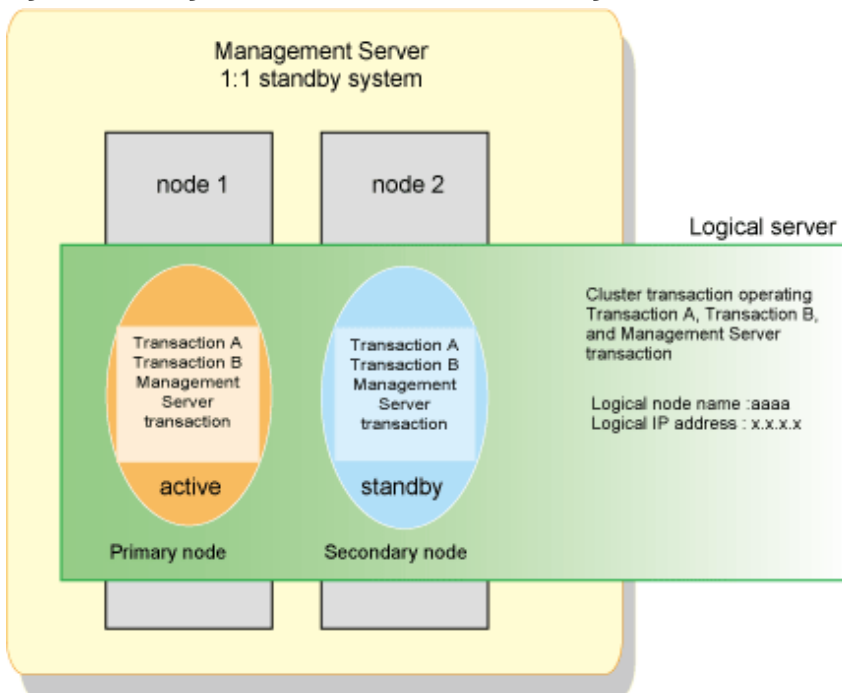 Management Server
1:1 standby system
node 1
node 2
Logical server
Transaction A
Transaction B
Management
Server
transaction
active
Primary node
Transaction A
Transaction B
Management
Server
transaction
standby
Secondary node
Cluster transaction operating
Transaction A, Transaction B,
and Management Server
transaction
Logical node name :aaaa
Logical IP address : x.x.x.x